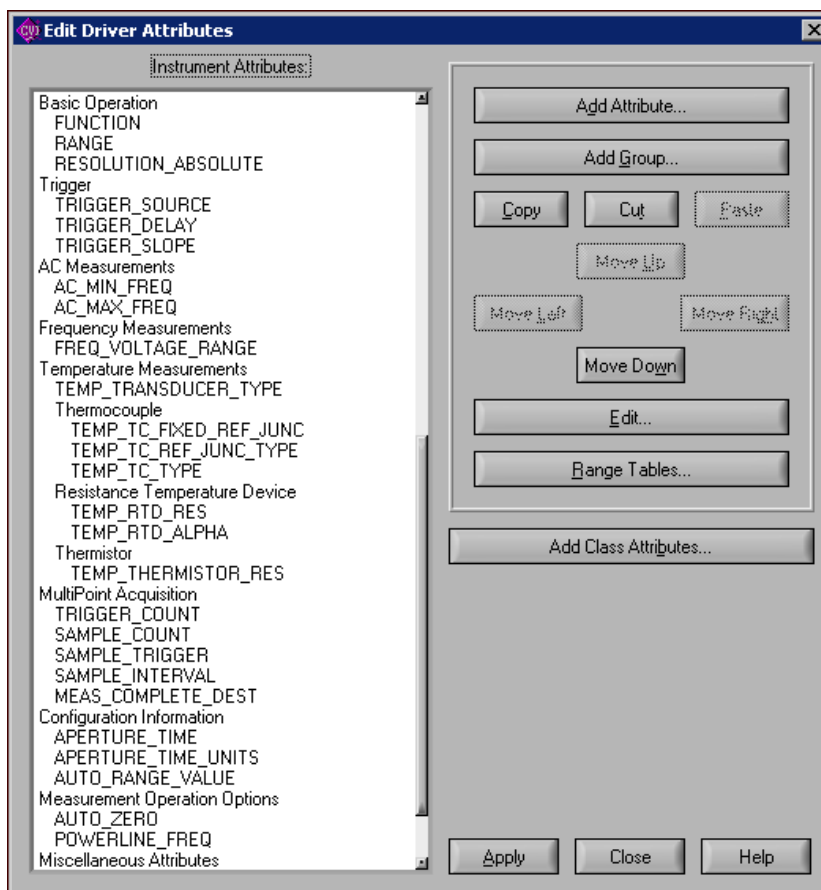 CVI Edit Driver Attributes
Instrument Attributes:
Basic Operation
FUNCTION
RANGE
RESOLUTION_ABSOLUTE
Trigger
TRIGGER_SOURCE
TRIGGER_DELAY
TRIGGER_SLOPE
AC Measurements
AC_MIN_FREQ
AC_MAX_FREQ
Frequency Measurements
FREQ_VOLTAGE_RANGE
Temperature Measurements
TEMP_TRANSDUCER_TYPE
Thermocouple
TEMP_TC_FIXED_REF_JUNC
TEMP_TC_REF_JUNC_TYPE
TEMP_TC_TYPE
Resistance Temperature Device
TEMP_RTD_RES
TEMP_RTD_ALPHA
Thermistor
TEMP_THERMISTOR_RES
MultiPoint Acquisition
TRIGGER_COUNT
SAMPLE_COUNT
SAMPLE_TRIGGER
SAMPLE_INTERVAL
MEAS_COMPLETE_DEST
Configuration Information
APERTURE_TIME
APERTURE_TIME_UNITS
AUTO_RANGE_VALUE
Measurement Operation Options
AUTO_ZERO
POWERLINE_FREQ
Miscellaneous Attributes
Add Attribute...
Add Group...
Copy Cut Paste
Move Up
Move Left Move Right
Move Down
Edit...
Range Tables...
Add Class Attributes...
Apply Close Help